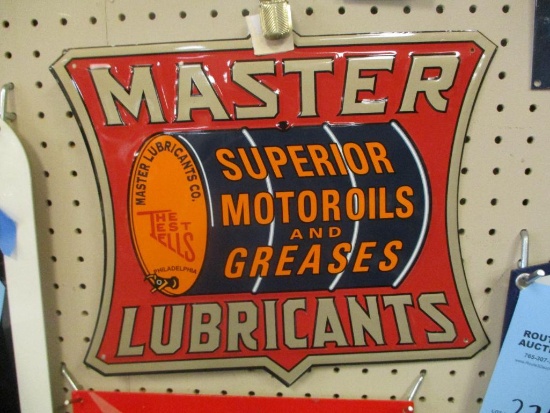 MASTER
MASTER LUBRICANTS CO.
THE
TEST
TELLS
PHILADELPHIA
SUPERIOR
MOTOROILS
AND
GREASES
LUBRICANTS